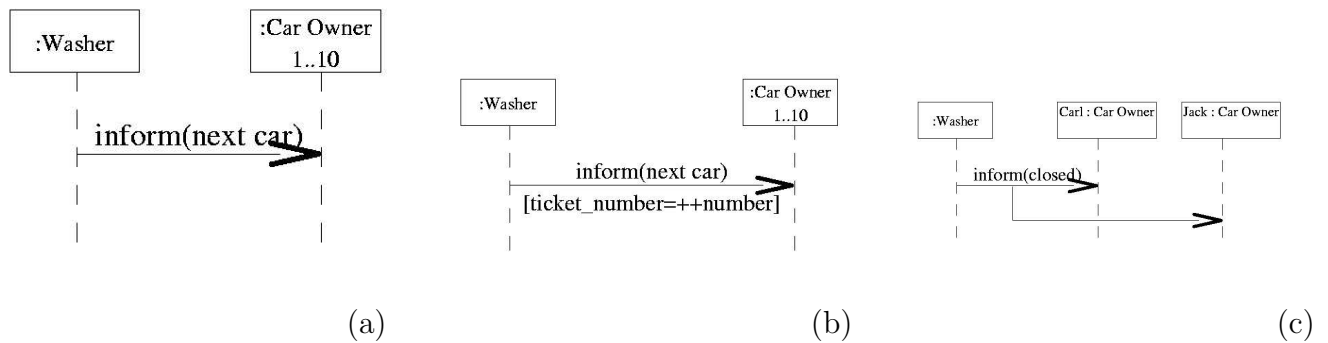 :Washer
:Car Owner
1..10
inform(next car)
(a)
:Washer
:Car Owner
1..10
inform(next car)
[ticket_number=++number]
(b)
:Washer
Carl : Car Owner
Jack : Car Owner
inform(closed)
(c)